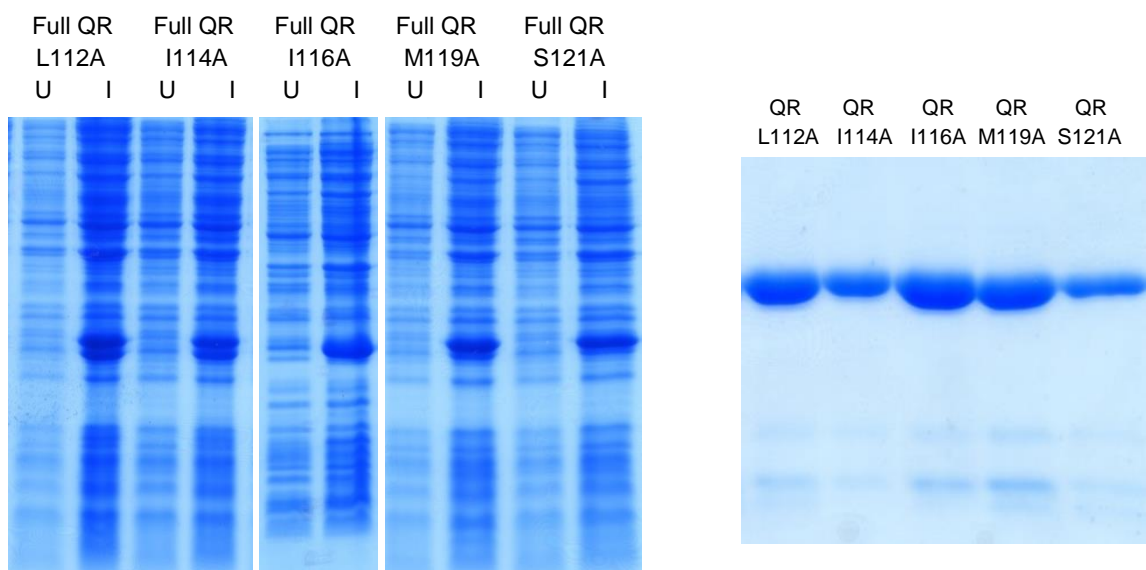 Full QR Full QR Full QR Full QR Full QR
L112A I114A I116A M119A S121A
U I U I U I U I U I
QR QR QR QR QR
L112A I114A I116A M119A S121A